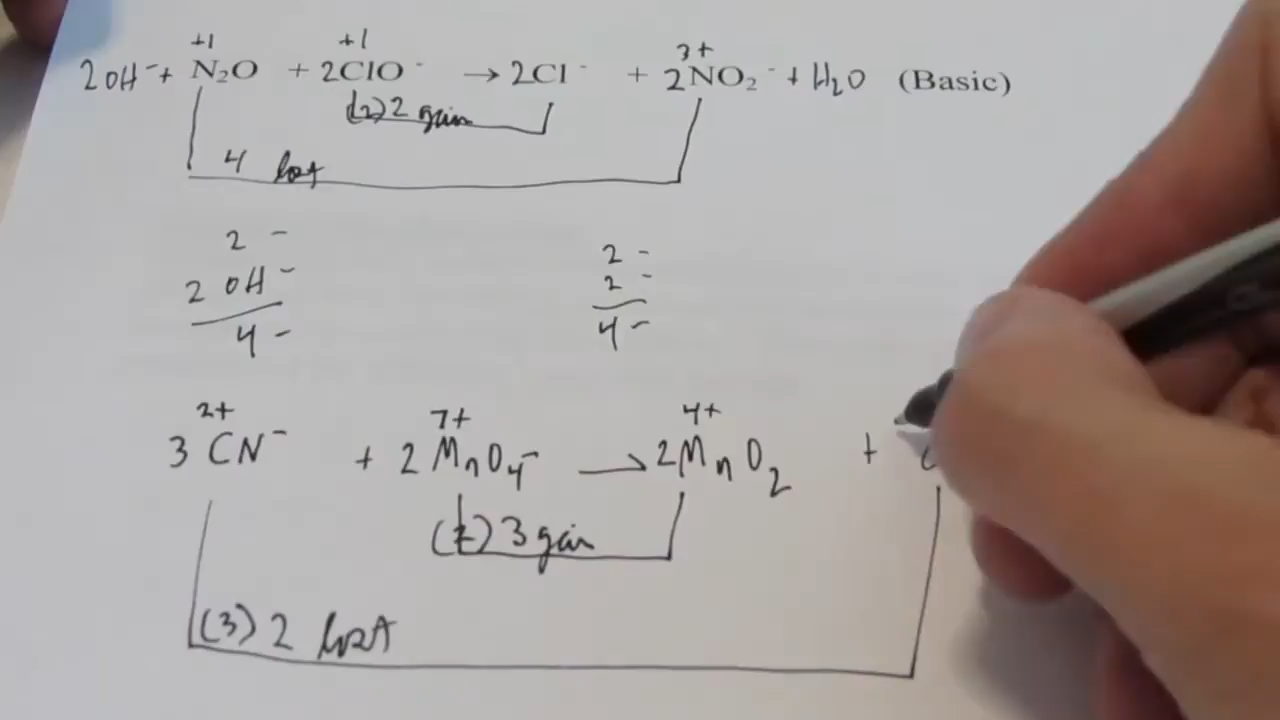 +1 +1 3+
2OH⁻ + N₂O + 2ClO⁻ → 2Cl⁻ + 2NO₂⁻ + H₂O (Basic)
(2) 2 gain
4 lost
2 - 2 -
2 OH⁻ 2 -
4 - 4 -
2+ 7+ 4+
3 CN⁻ + 2 MnO₄⁻ → 2MnO₂ +
(2) 3 gain
(3) 2 lost